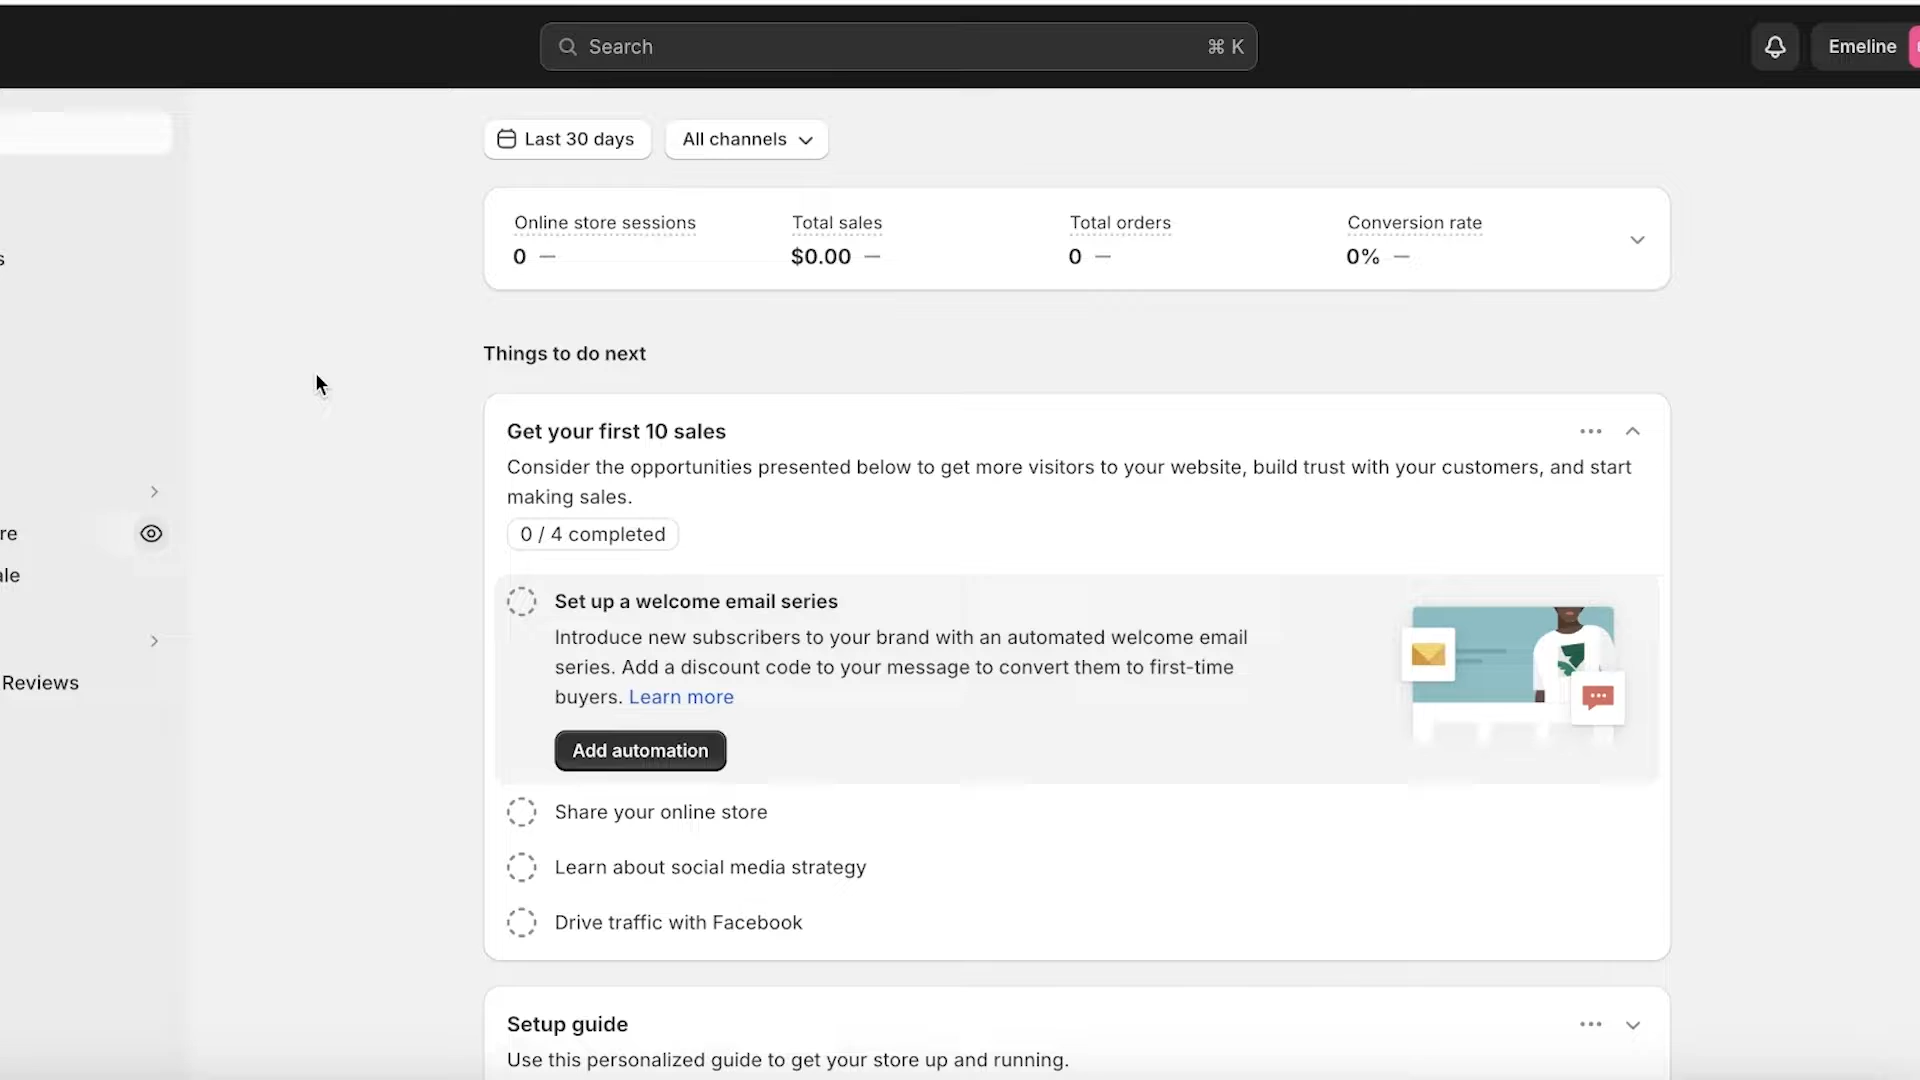 Search
⌘ K
Emeline
Last 30 days
All channels
Online store sessions
0 —
Total sales
$0.00 —
Total orders
0 —
Conversion rate
0% —
Things to do next
Get your first 10 sales
Consider the opportunities presented below to get more visitors to your website, build trust with your customers, and start
making sales.
0 / 4 completed
Set up a welcome email series
Introduce new subscribers to your brand with an automated welcome email
series. Add a discount code to your message to convert them to first-time
buyers. Learn more
Add automation
Share your online store
Learn about social media strategy
Drive traffic with Facebook
Setup guide
Use this personalized guide to get your store up and running.
s
re
ale
Reviews